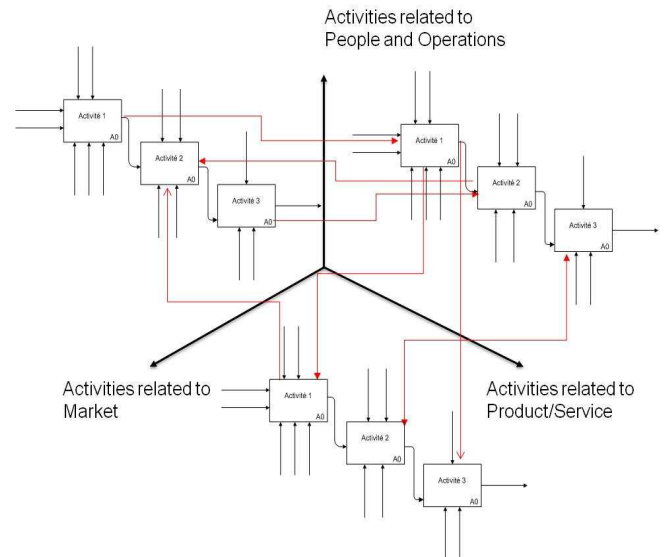 Activities related to
People and Operations
Activité 1
A0
Activité 2
A0
Activité 3
A0
Activité 1
A0
Activité 2
A0
Activité 3
A0
Activities related to
Market
Activities related to
Product/Service
Activité 1
A0
Activité 2
A0
Activité 3
A0